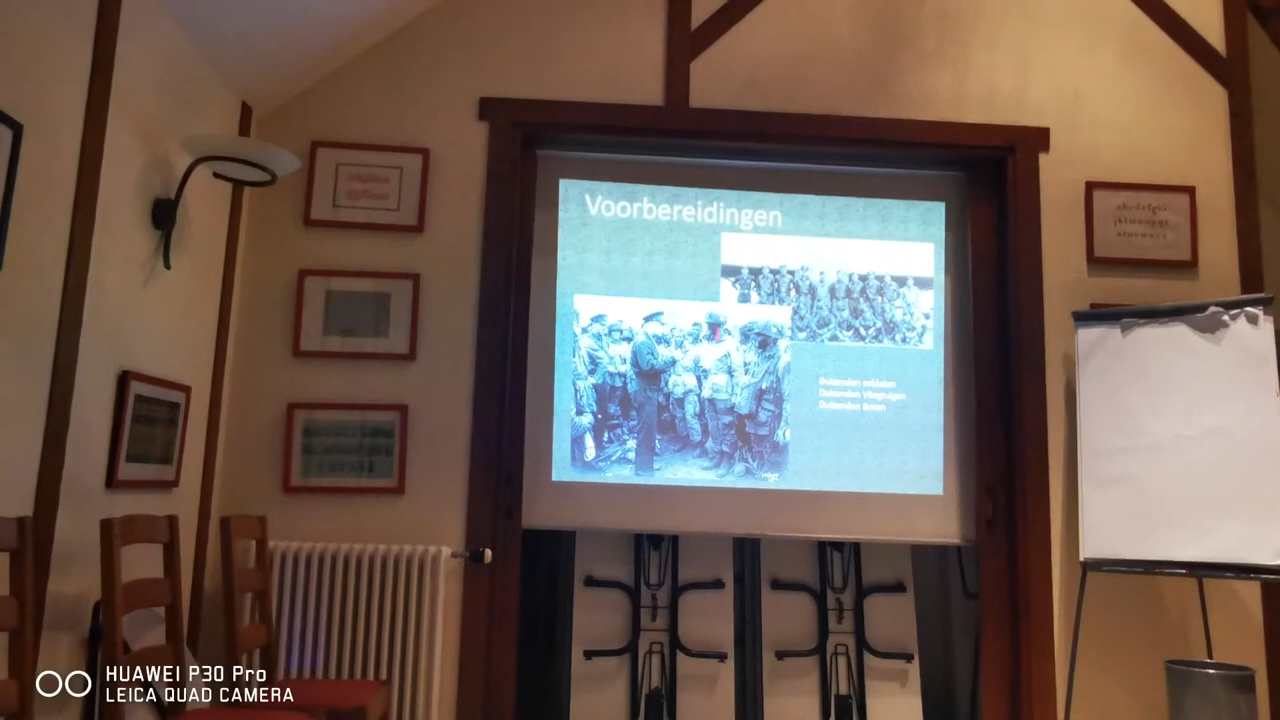 Voorbereidingen
Duizenden soldaten
Duizenden Vliegtuigen
Duizenden Boten
HUAWEI P30 Pro
LEICA QUAD CAMERA